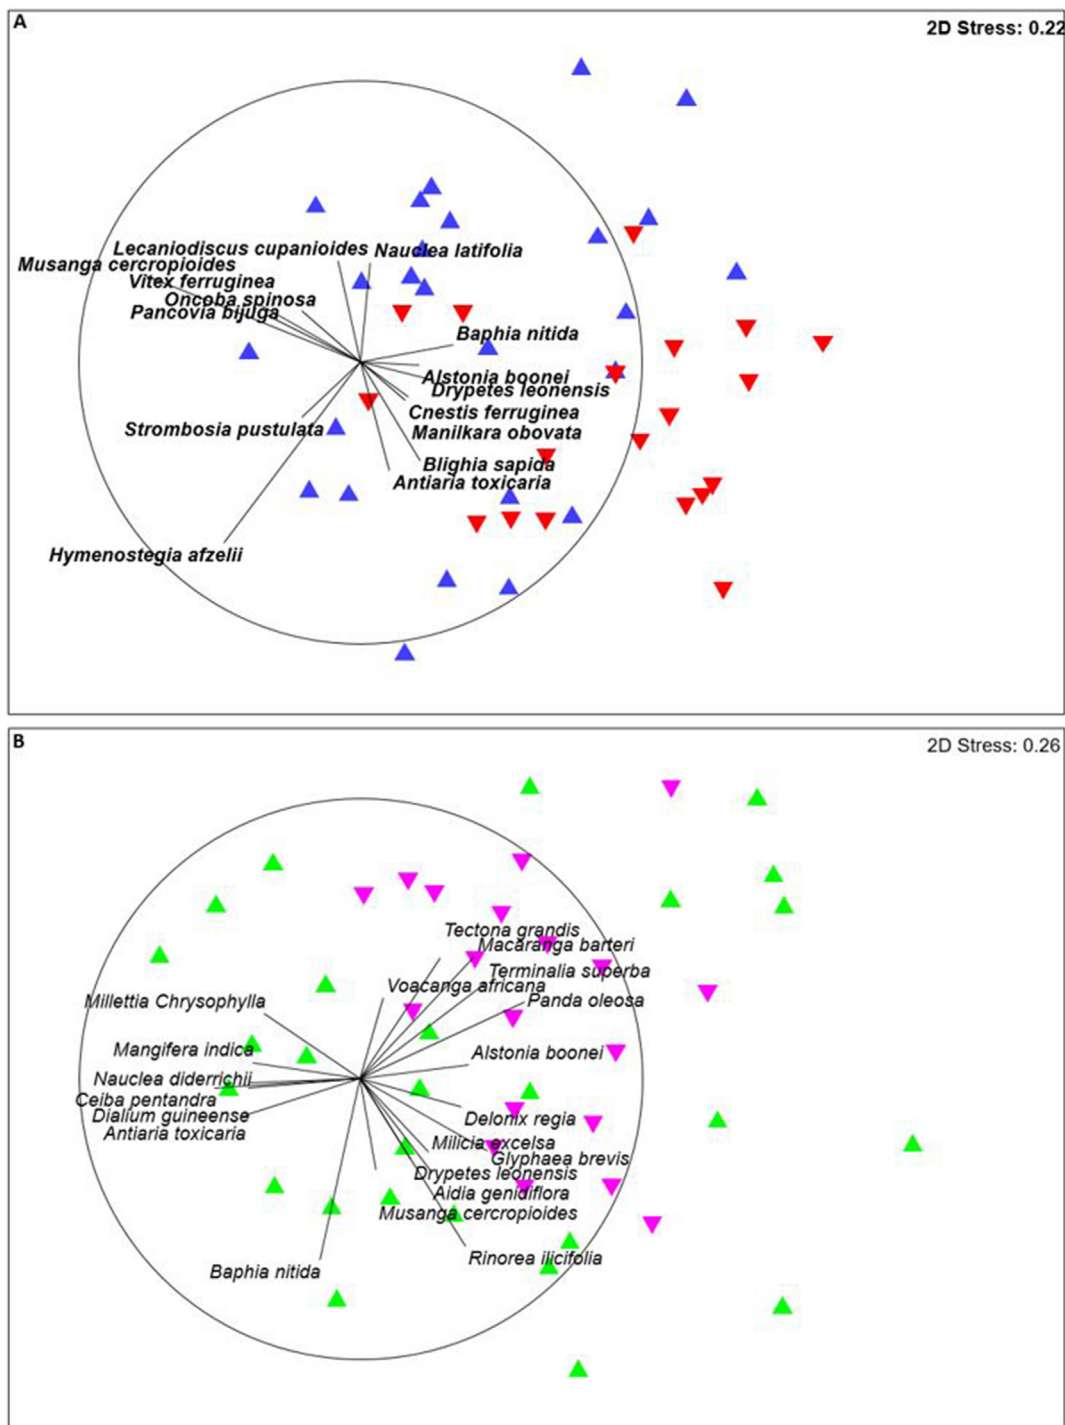 A
2D Stress: 0.22
Lecaniodiscus cupanioides
Nauclea latifolia
Musanga cercropioides
Vitex ferruginea
Oncoba spinosa
Pancovia bijuga
Baphia nitida
Alstonia boonei
Drypetes leonensis
Cnestis ferruginea
Strombosia pustulata
Manilkara obovata
Blighia sapida
Antiaria toxicaria
Hymenostegia afzelii
B
2D Stress: 0.26
Tectona grandis
Macaranga barteri
Terminalia superba
Voacanga africana
Millettia Chrysophylla
Panda oleosa
Mangifera indica
Alstonia boonei
Nauclea diderrichii
Ceiba pentandra
Dialium guineense
Delonix regia
Antiaria toxicaria
Milicia excelsa
Glyphaea brevis
Drypetes leonensis
Aidia genidiflora
Musanga cercropioides
Rinorea ilicifolia
Baphia nitida